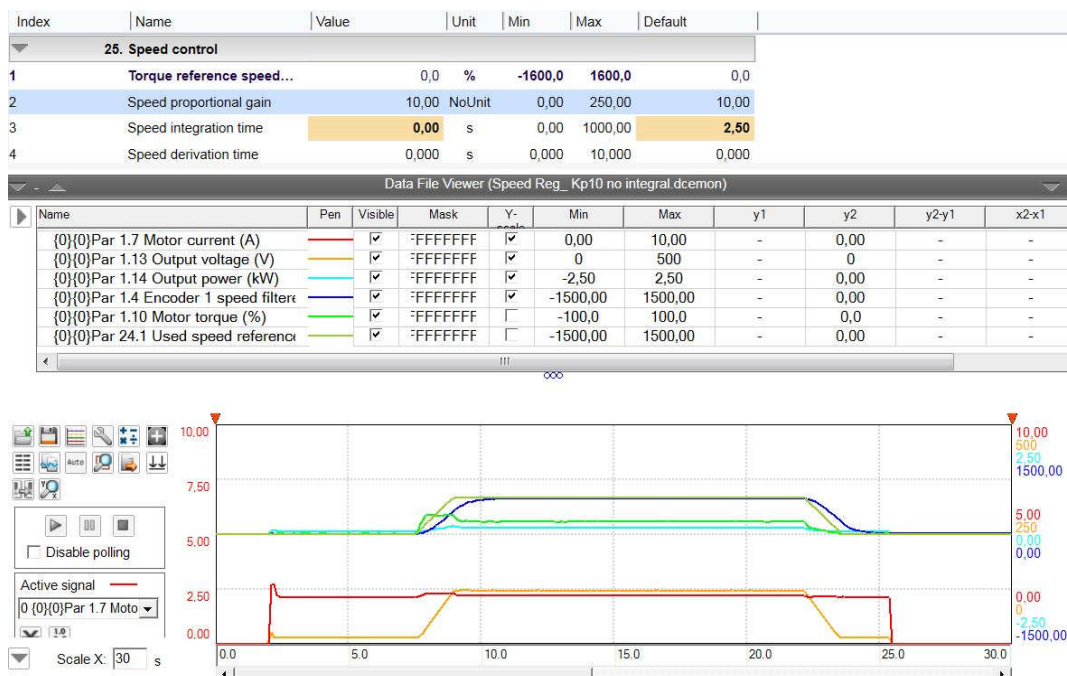 Index Name Value Unit Min Max Default
25. Speed control
1 Torque reference speed... 0,0 % -1600,0 1600,0 0,0
2 Speed proportional gain 10,00 NoUnit 0,00 250,00 10,00
3 Speed integration time 0,00 s 0,00 1000,00 2,50
4 Speed derivation time 0,000 s 0,000 10,000 0,000
Data File Viewer (Speed Reg_ Kp10 no integral.dcemon)
Name Pen Visible Mask Y- Min Max y1 y2 y2-y1 x2-x1
{0}{0}Par 1.7 Motor current (A) FFFFFFF 0,00 10,00 - 0,00 - -
{0}{0}Par 1.13 Output voltage (V) FFFFFFF 0 500 - 0 - -
{0}{0}Par 1.14 Output power (kW) FFFFFFF -2,50 2,50 - 0,00 - -
{0}{0}Par 1.4 Encoder 1 speed filtere FFFFFFF -1500,00 1500,00 - 0,00 - -
{0}{0}Par 1.10 Motor torque (%) FFFFFFF -100,0 100,0 - 0,0 - -
{0}{0}Par 24.1 Used speed reference FFFFFFF -1500,00 1500,00 - 0,00 - -
10,00 10,00
500
2,50
1500,00
AUTO
7,50
5,00 5,00
250
0,00
0,00
Disable polling
Active signal
0 {0}{0}Par 1.7 Moto
2,50 0,00
0
-2,50
0,00 -1500,00
Scale X: 30 s
0.0 5.0 10.0 15.0 20.0 25.0 30.0